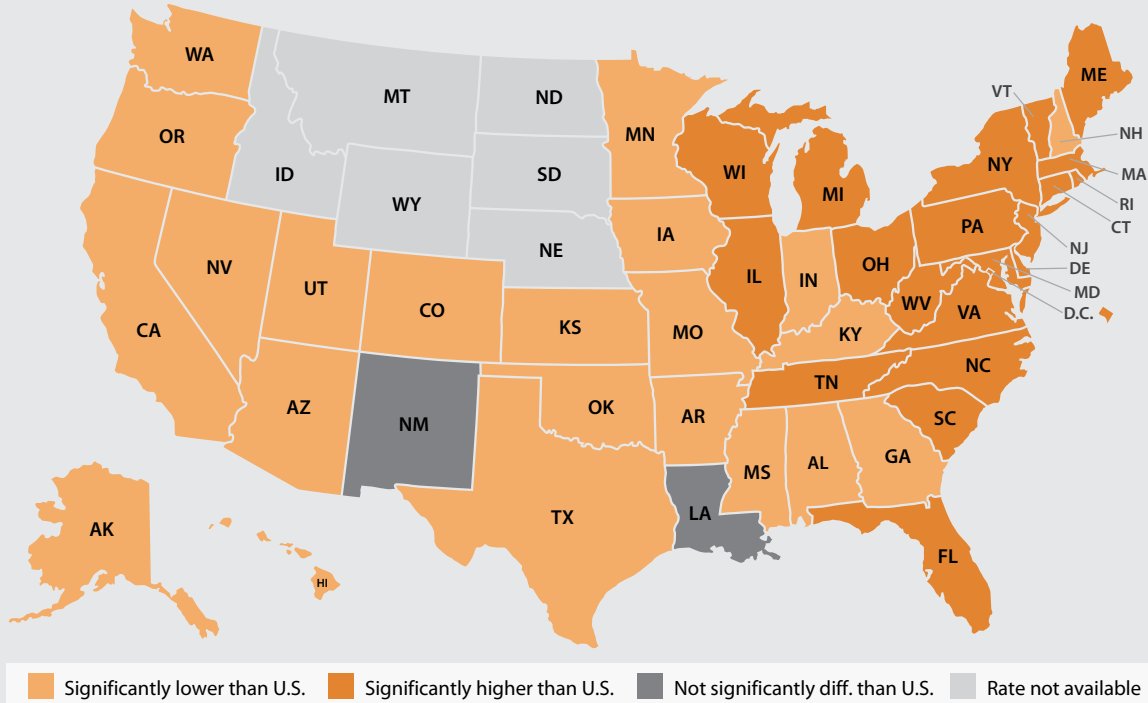 WA
MT
ND
MN
ME
VT
NH
OR
ID
SD
WI
NY
MA
WY
MI
RI
CT
IA
PA
NJ
NE
DE
NV
UT
IL
IN
OH
MD
CO
WV
VA
D.C.
CA
KS
MO
KY
NC
AZ
NM
OK
AR
TN
SC
MS
AL
GA
TX
LA
AK
FL
HI
Significantly lower than U.S. Significantly higher than U.S. Not significantly diff. than U.S. Rate not available